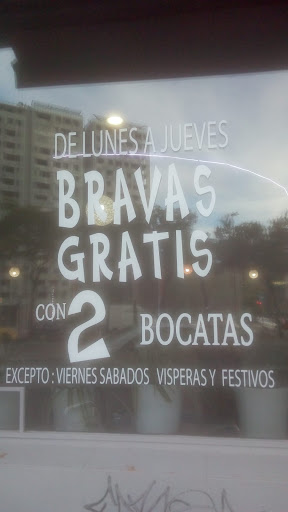 DE LUNES A JUEVES
BRAVAS
GRATIS
CON 2 BOCATAS
EXCEPTO : VIERNES SABADOS VISPERAS Y FESTIVOS